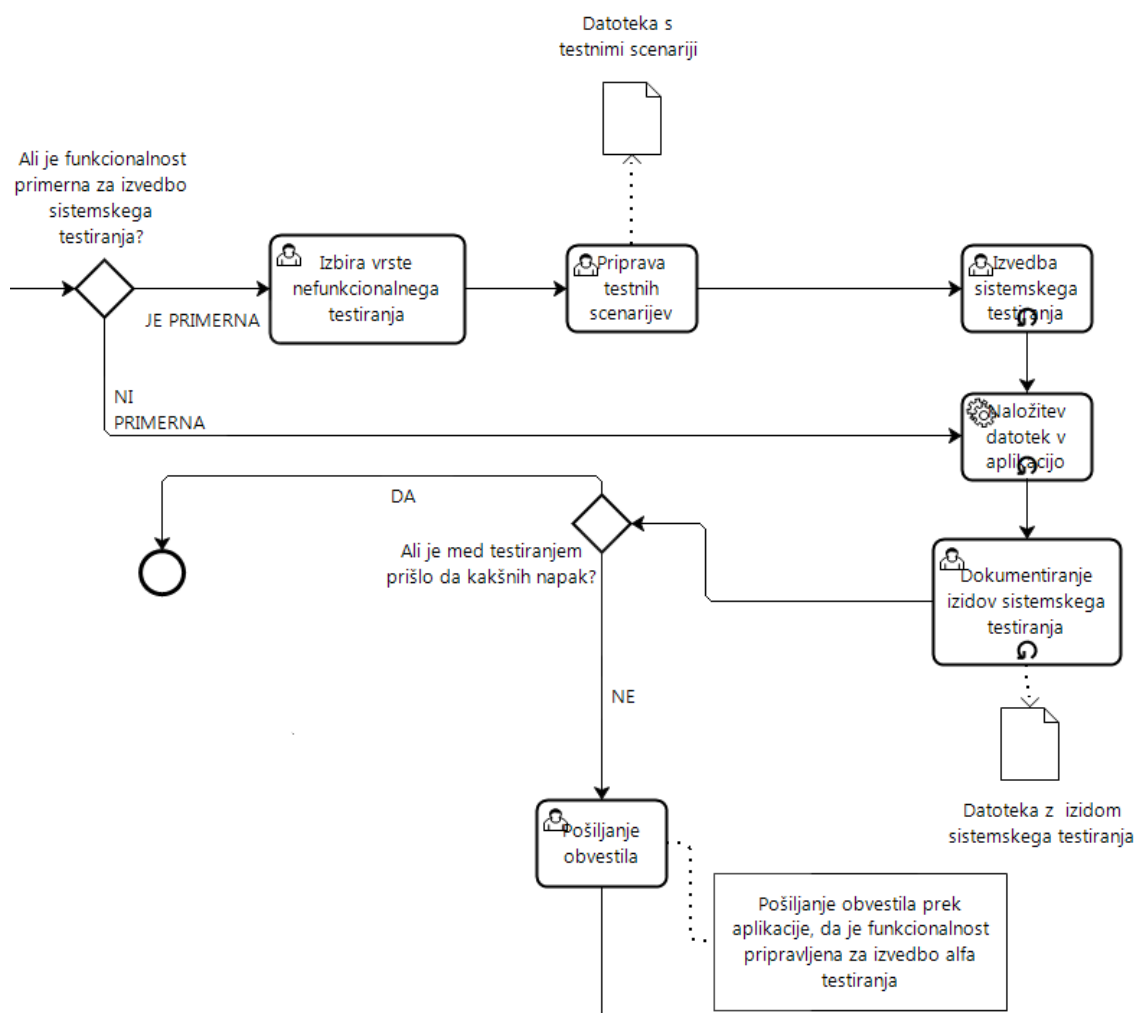 Datoteka s
testnimi scenariji
Ali je funkcionalnost
primerna za izvedbo
sistemskega
testiranja?
Izbira vrste
nefunkcionalnega
testiranja
Priprava
testnih
scenarijev
Izvedba
sistemskega
testiranja
JE PRIMERNA
NI
PRIMERNA
Naložitev
datotek v
aplikacijo
DA
Ali je med testiranjem
prišlo da kakšnih napak?
Dokumentiranje
izidov sistemskega
testiranja
NE
Datoteka z izidom
sistemskega testiranja
Pošiljanje
obvestila
Pošiljanje obvestila prek
aplikacije, da je funkcionalnost
pripravljena za izvedbo alfa
testiranja